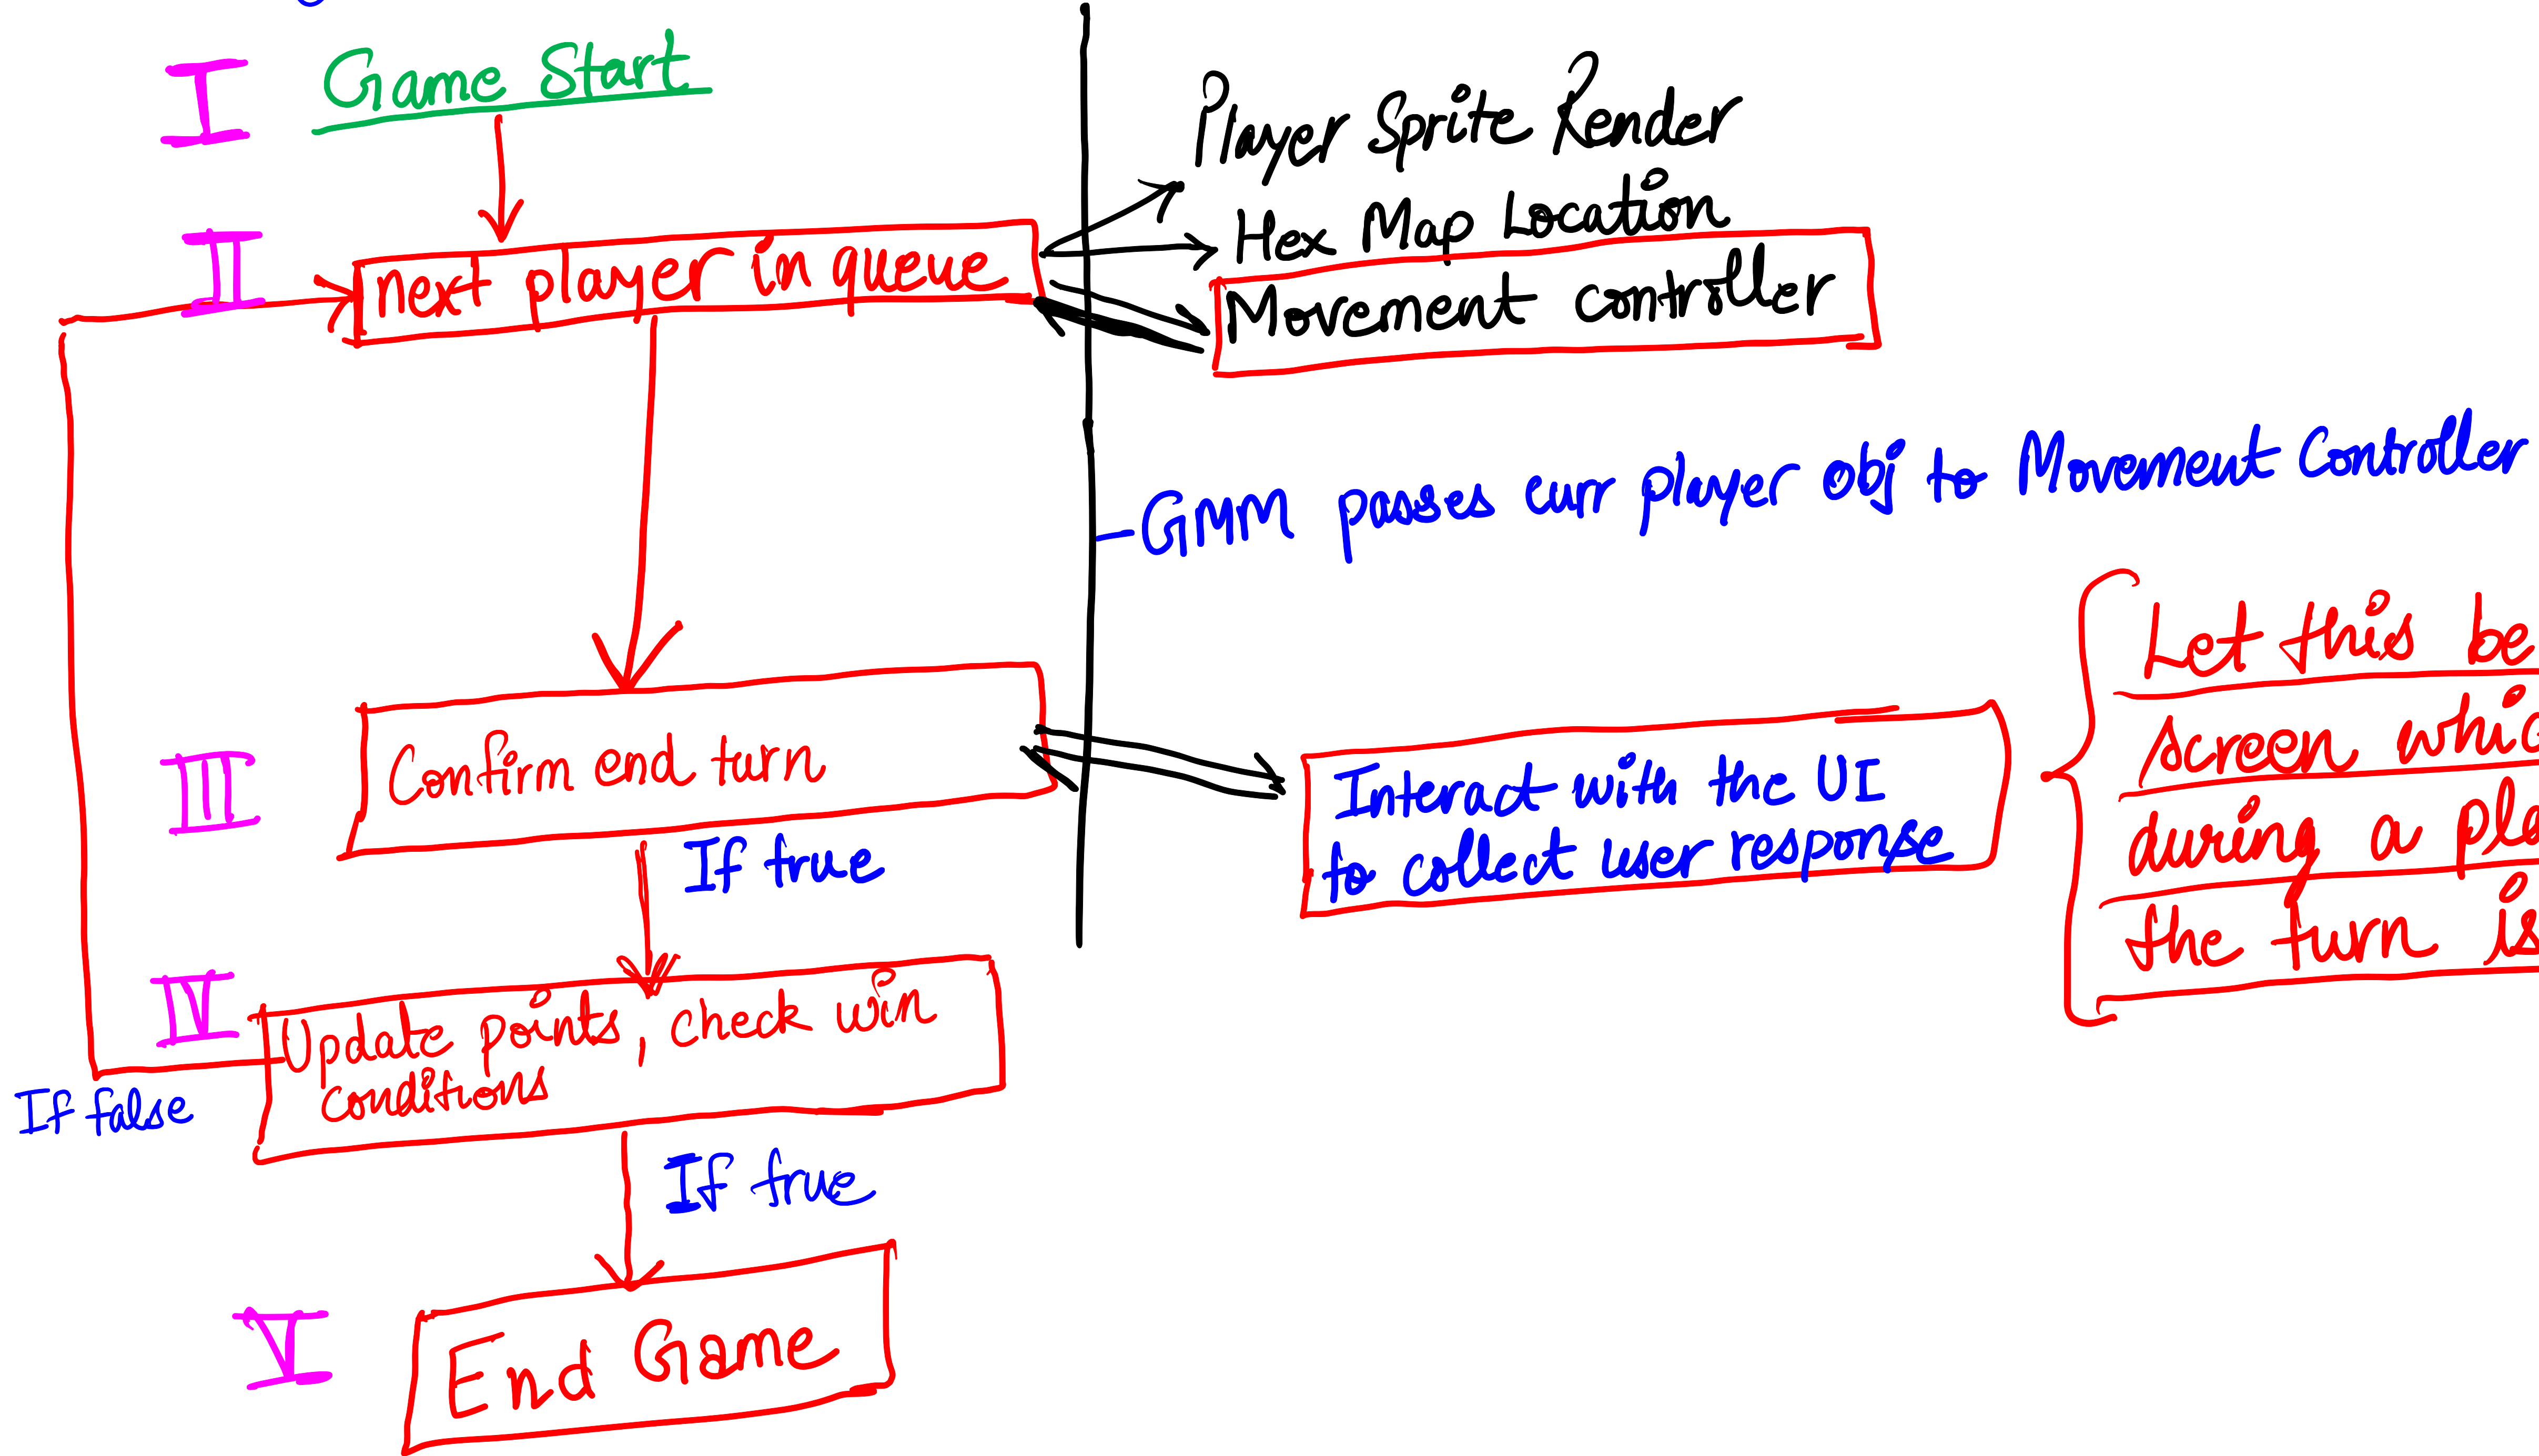 I Game Start
Player Sprite Render
Hex Map Location
II next player in queue
Movement controller
GMM passes curr player obj to Movement Controller
Let this be
screen
during a
the turn is
III Confirm end turn
Interact with the UI
to collect user response
If true
IV Update points, check win
conditions
If false
If true
V End Game